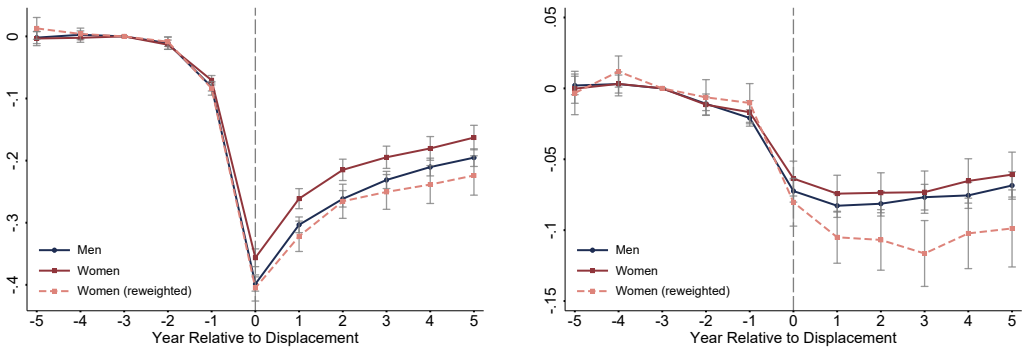 0
-.1
-.2
-.3
-.4
Men
Women
Women (reweighted)
-5 -4 -3 -2 -1 0 1 2 3 4 5
Year Relative to Displacement
.05
0
-.05
-.1
-.15
Men
Women
Women (reweighted)
-5 -4 -3 -2 -1 0 1 2 3 4 5
Year Relative to Displacement